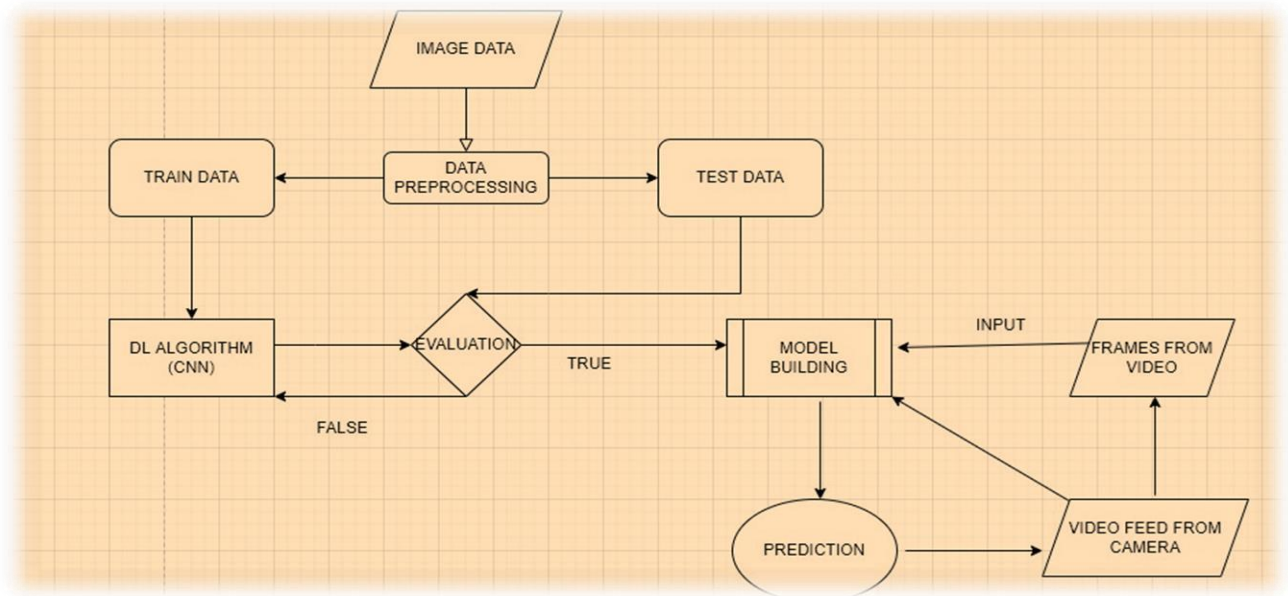 IMAGE DATA
TRAIN DATA
DATA
PREPROCESSING
TEST DATA
DL ALGORITHM
(CNN)
EVALUATION
TRUE
FALSE
MODEL
BUILDING
INPUT
FRAMES FROM
VIDEO
PREDICTION
VIDEO FEED FROM
CAMERA